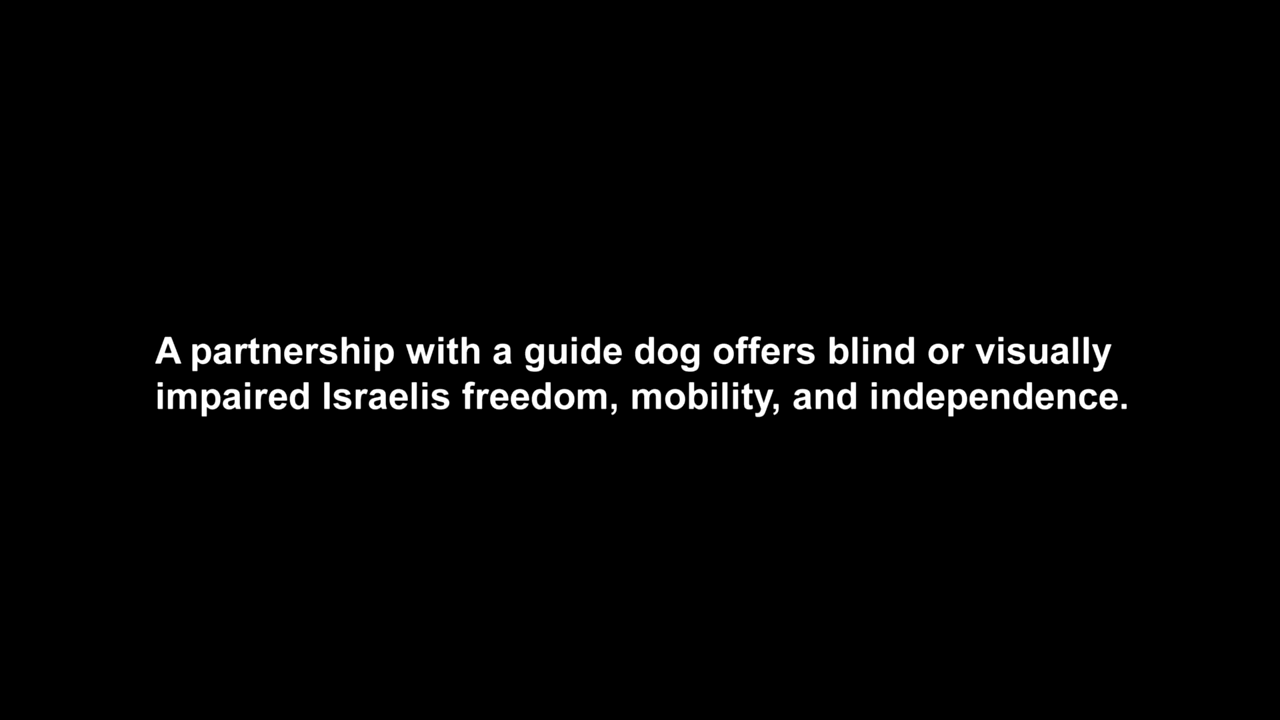 A partnership with a guide dog offers blind or visually
impaired Israelis freedom, mobility, and independence.